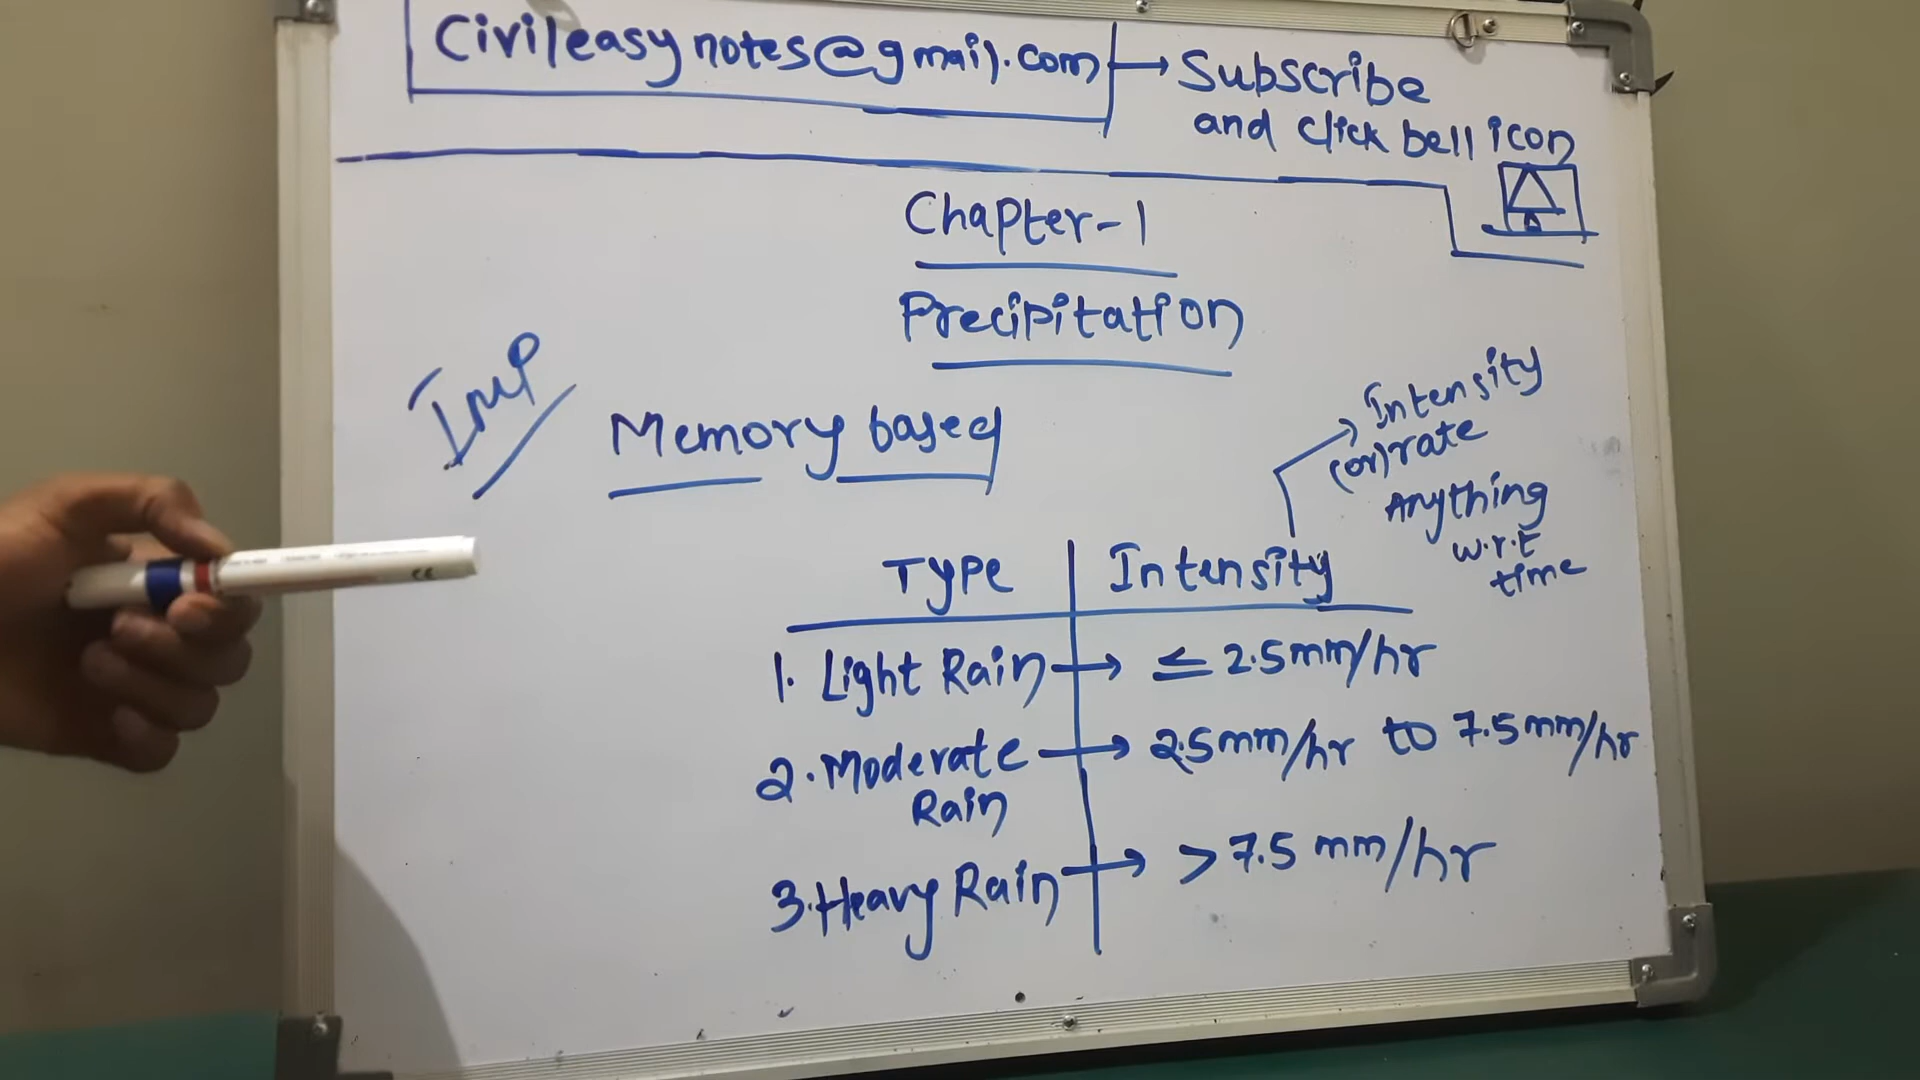 Civileasynotes@gmail.com → Subscribe
and click bell icon
Chapter-1
Precipitation
Imp
Memory based
→ Intensity
(or) rate
Anything
w.r.t
time
Type | Intensity
1. Light Rain → ≤ 2.5mm/hr
2. Moderate Rain → 2.5mm/hr to 7.5mm/hr
3. Heavy Rain → > 7.5 mm/hr